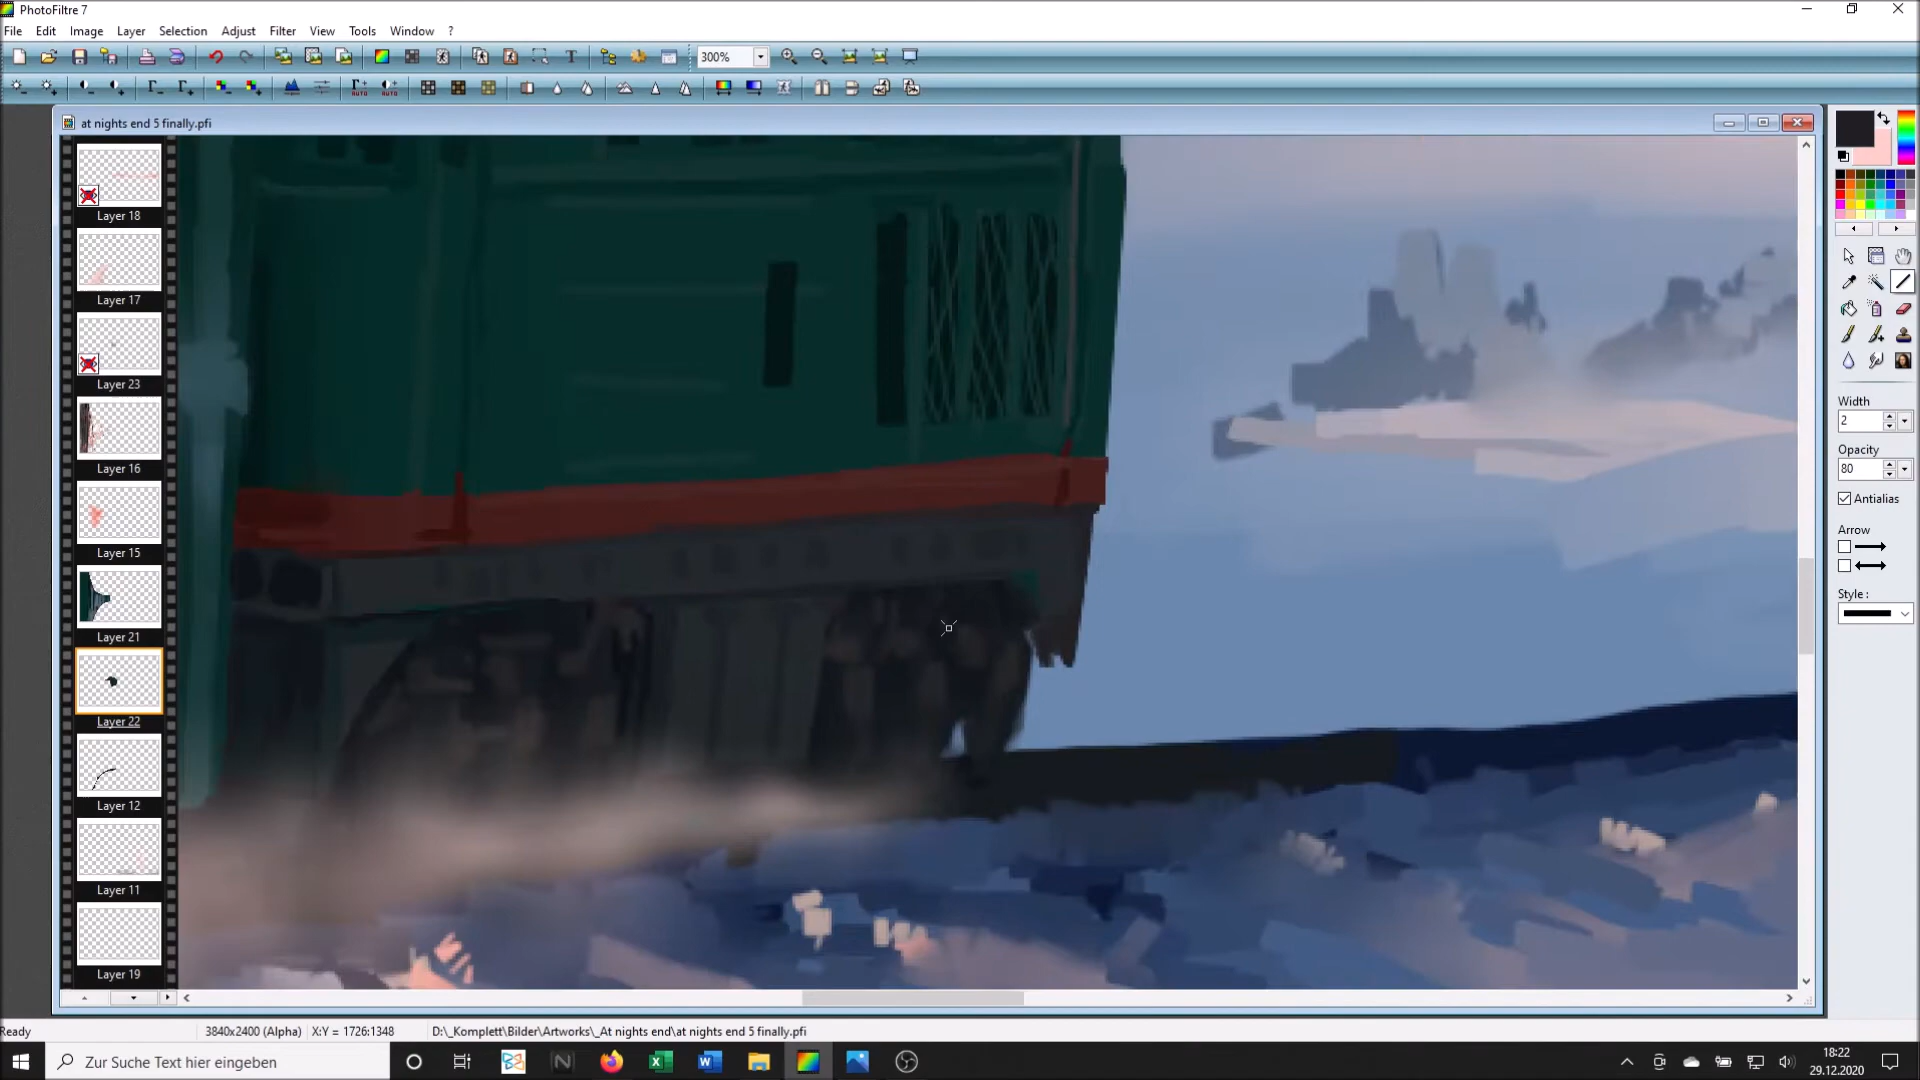 PhotoFiltre 7
File Edit Image Layer Selection Adjust Filter View Tools Window ?
300%
AUTO AUTO
at nights end 5 finally.pfi
Layer 18
Layer 17
Layer 23
Layer 16
Layer 15
Layer 21
Layer 22
Layer 12
Layer 11
Layer 19
Width
2
Opacity
80
Antialias
Arrow
Style :
Ready
3840x2400 (Alpha)
X:Y = 1726:1348
D:\_Komplett\Bilder\Artworks\_At nights end\at nights end 5 finally.pfi
Zur Suche Text hier eingeben
18:22
29.12.2020